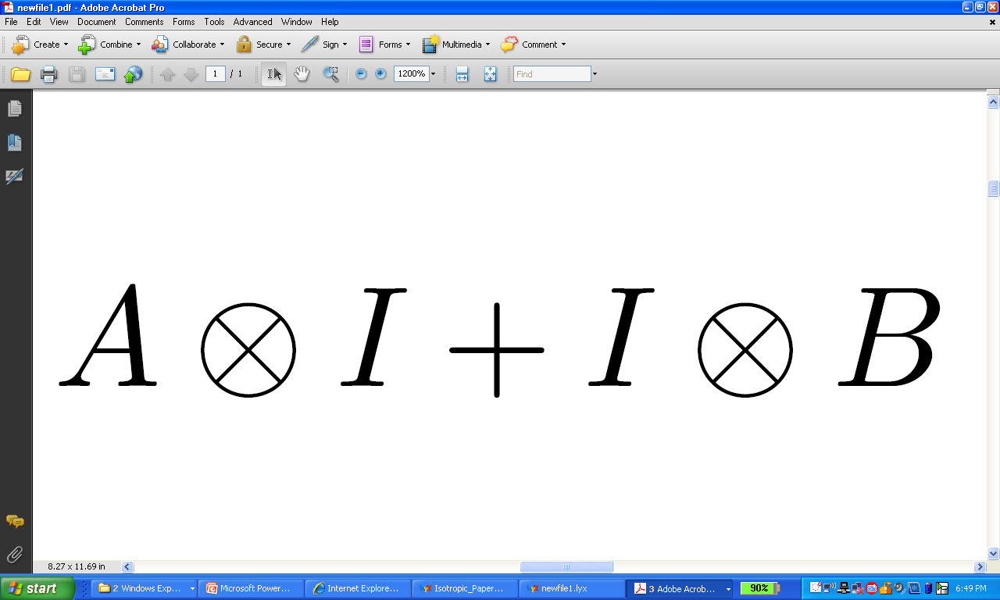 newfile1.pdf - Adobe Acrobat Pro
File Edit View Document Comments Forms Tools Advanced Window Help
Create Combine Collaborate Secure Sign Forms Multimedia Comment
1 / 1 1200% Find
A ⊗ I + I ⊗ B
8.27 x 11.69 in
start 2 Windows Exp... Microsoft Power... Internet Explore... Isotropic_Paper... newfile1.lyx 3 Adobe Acrob... 90% 6:49 PM